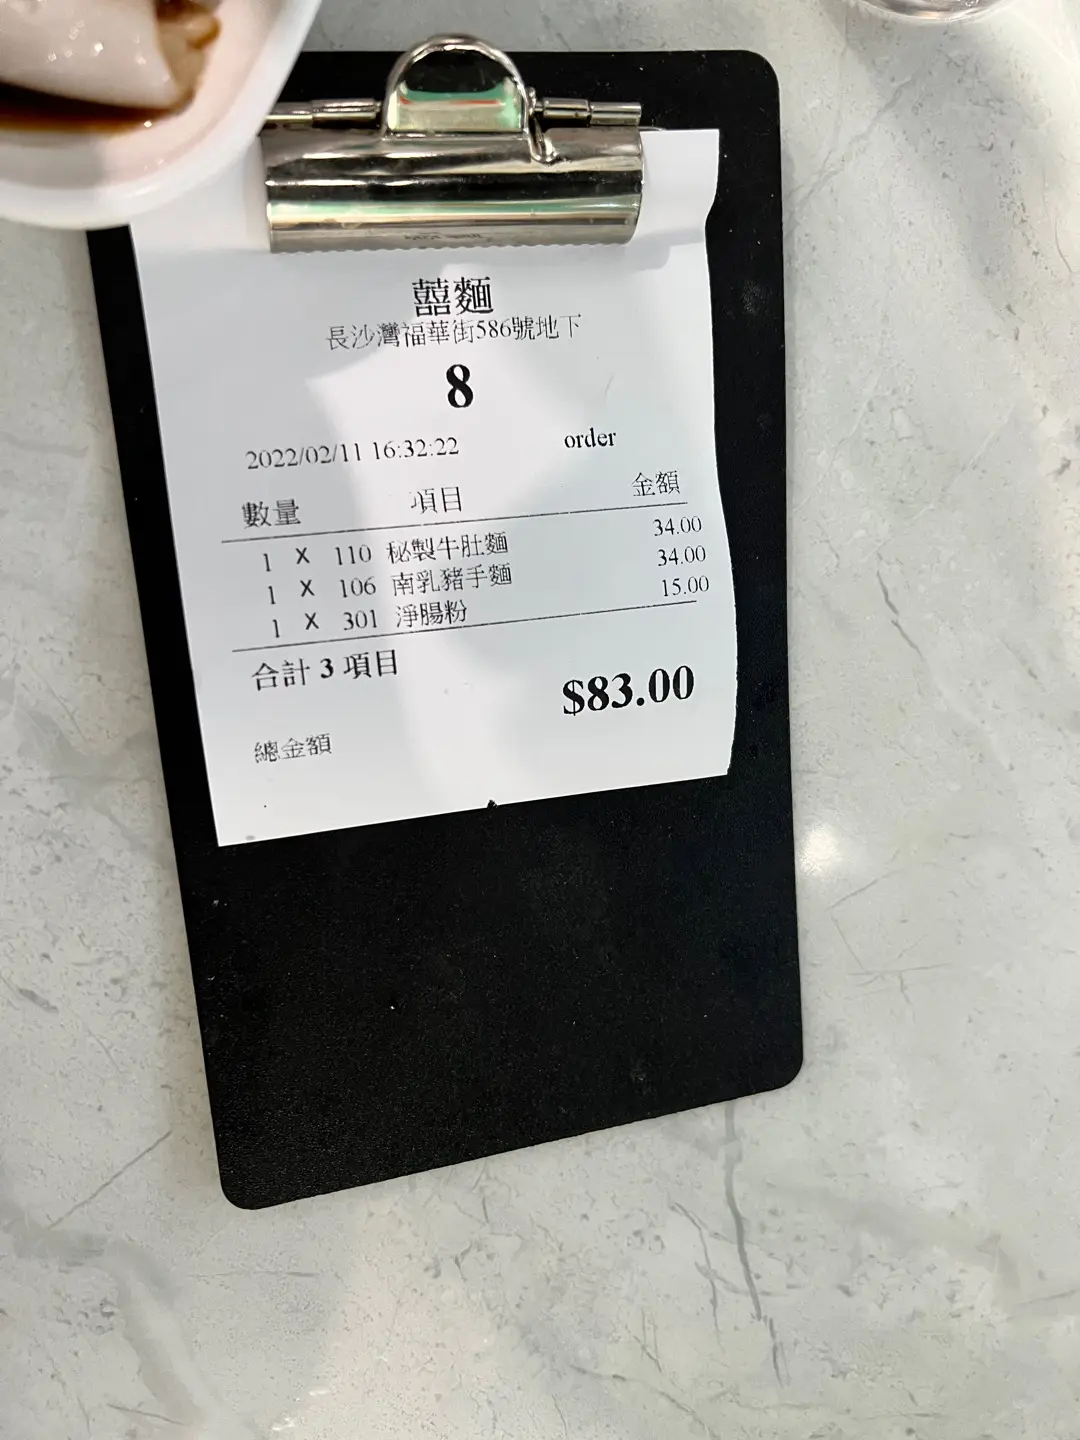 囍麵
長沙灣福華街586號地下
8
2022/02/11 16:32:22 order
數量 項目 金額
1 X 110 秘製牛肚麵 34.00
1 X 106 南乳豬手麵 34.00
1 X 301 淨腸粉 15.00
合計 3 項目
$83.00
總金額